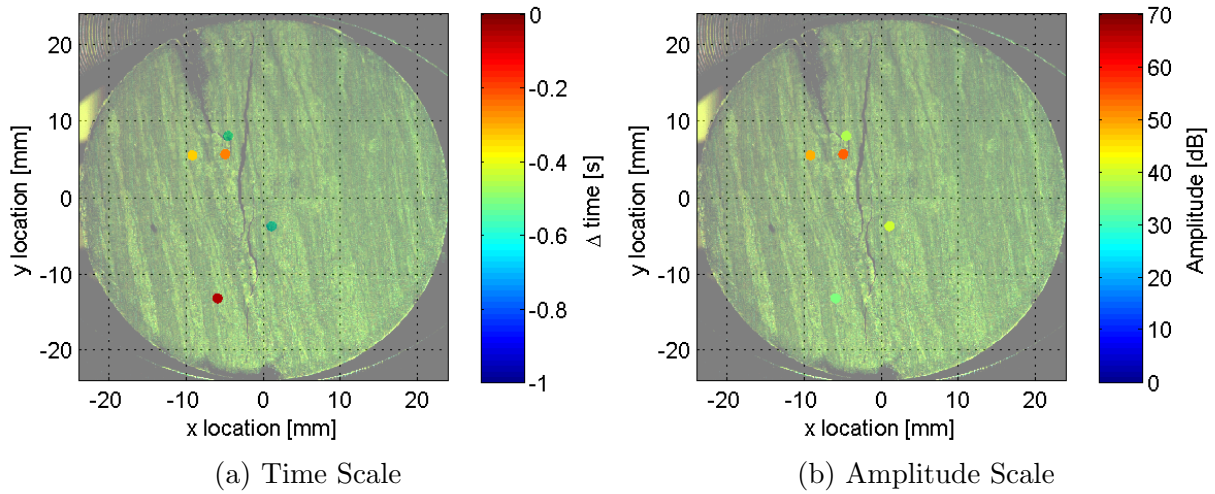 20
10
0
-10
-20
y location [mm]
-20 -10 0 10 20
x location [mm]
0
-0.2
-0.4
-0.6
-0.8
-1
Δ time [s]
(a) Time Scale
20
10
0
-10
-20
y location [mm]
-20 -10 0 10 20
x location [mm]
70
60
50
40
30
20
10
0
Amplitude [dB]
(b) Amplitude Scale